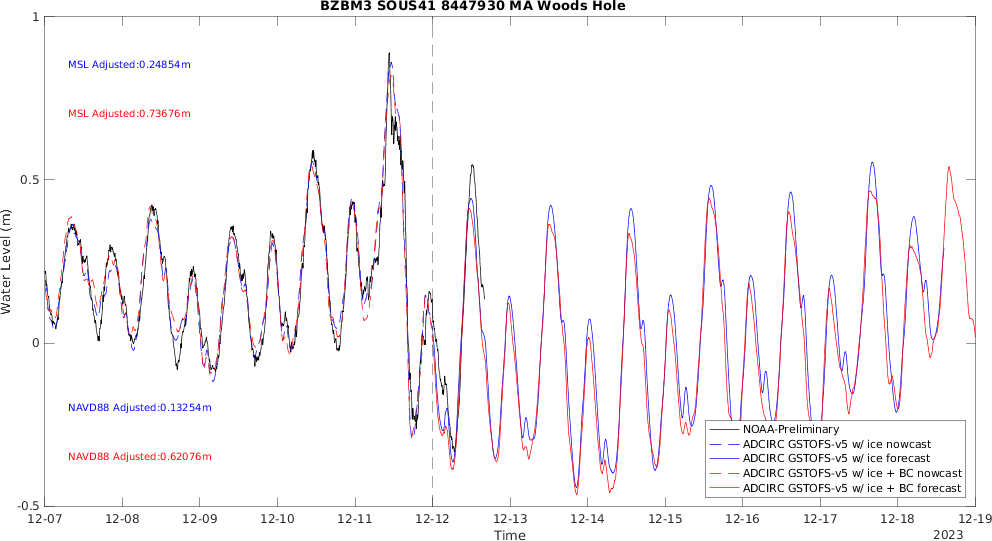 BZBM3 SOUS41 8447930 MA Woods Hole
1
MSL Adjusted:0.24854m
MSL Adjusted:0.73676m
0.5
Water Level (m)
0
NAVD88 Adjusted:0.13254m
NAVD88 Adjusted:0.62076m
NOAA-Preliminary
ADCIRC GSTOFS-v5 w/ ice nowcast
ADCIRC GSTOFS-v5 w/ ice forecast
ADCIRC GSTOFS-v5 w/ ice + BC nowcast
ADCIRC GSTOFS-v5 w/ ice + BC forecast
-0.5
12-07 12-08 12-09 12-10 12-11 12-12 12-13 12-14 12-15 12-16 12-17 12-18 12-19
Time
2023